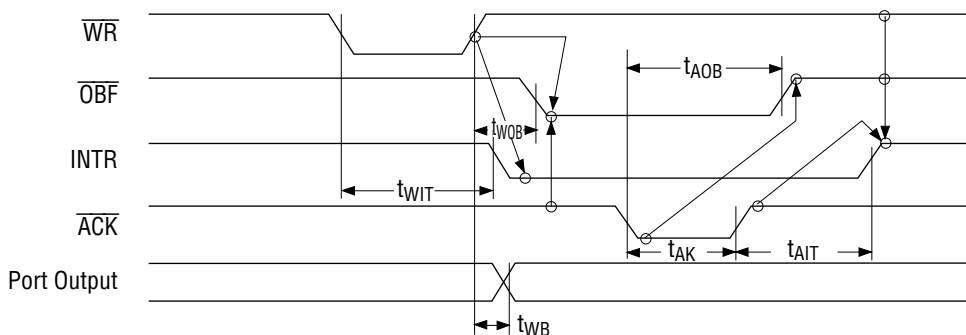 WR
OBF
tAOB
tWOB
INTR
tWIT
ACK
tAK
tAIT
Port Output
tWB